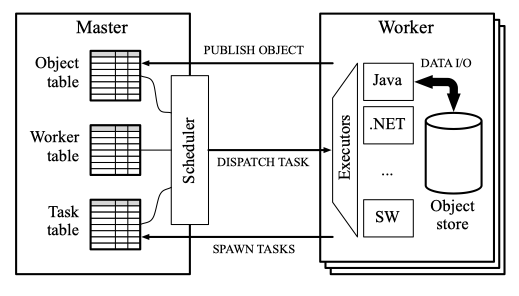 Master
Worker
Object
table
Worker
table
Task
table
Scheduler
PUBLISH OBJECT
DISPATCH TASK
SPAWN TASKS
Executors
Java
.NET
...
SW
DATA I/O
Object
store